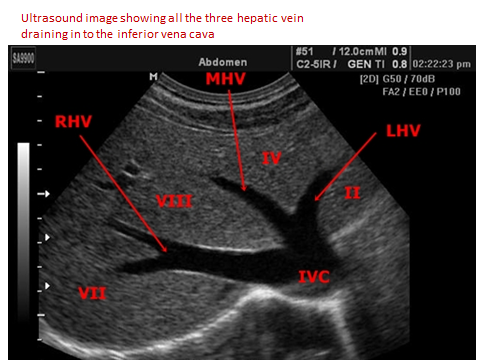 Ultrasound image showing all the three hepatic vein
draining in to the inferior vena cava
SA9900
Abdomen
#51 / 12.0cm MI 0.9
C2-5IR / GEN TI 0.8 02:22:23 pm
[2D] G50 / 70dB
FA2 / EE0 / P100
M
MHV
RHV
LHV
IV
II
VIII
VII
IVC